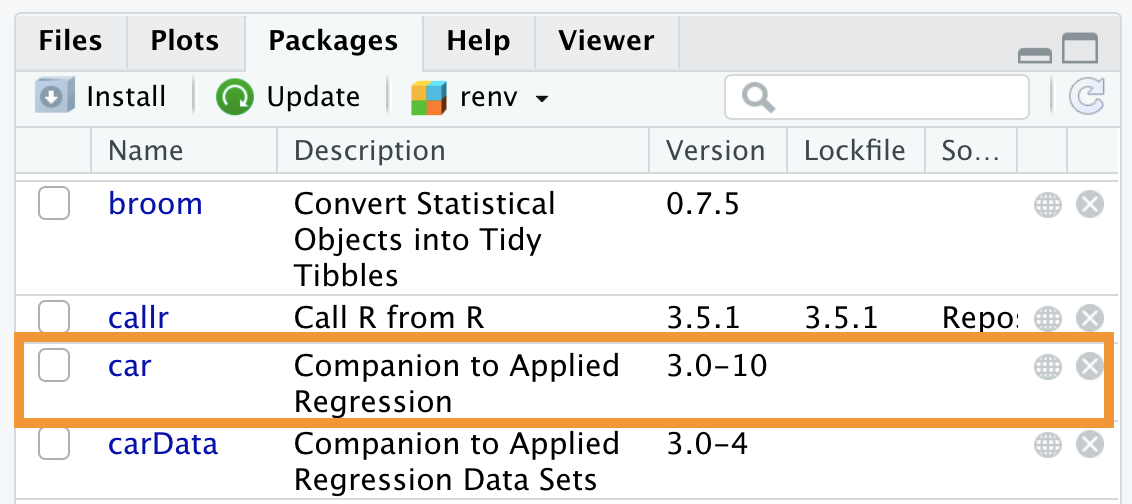 Files Plots Packages Help Viewer
Install Update renv
Name Description Version Lockfile So...
broom Convert Statistical 0.7.5
Objects into Tidy
Tibbles
callr Call R from R 3.5.1 3.5.1 Repo
car Companion to Applied 3.0-10
Regression
carData Companion to Applied 3.0-4
Regression Data Sets